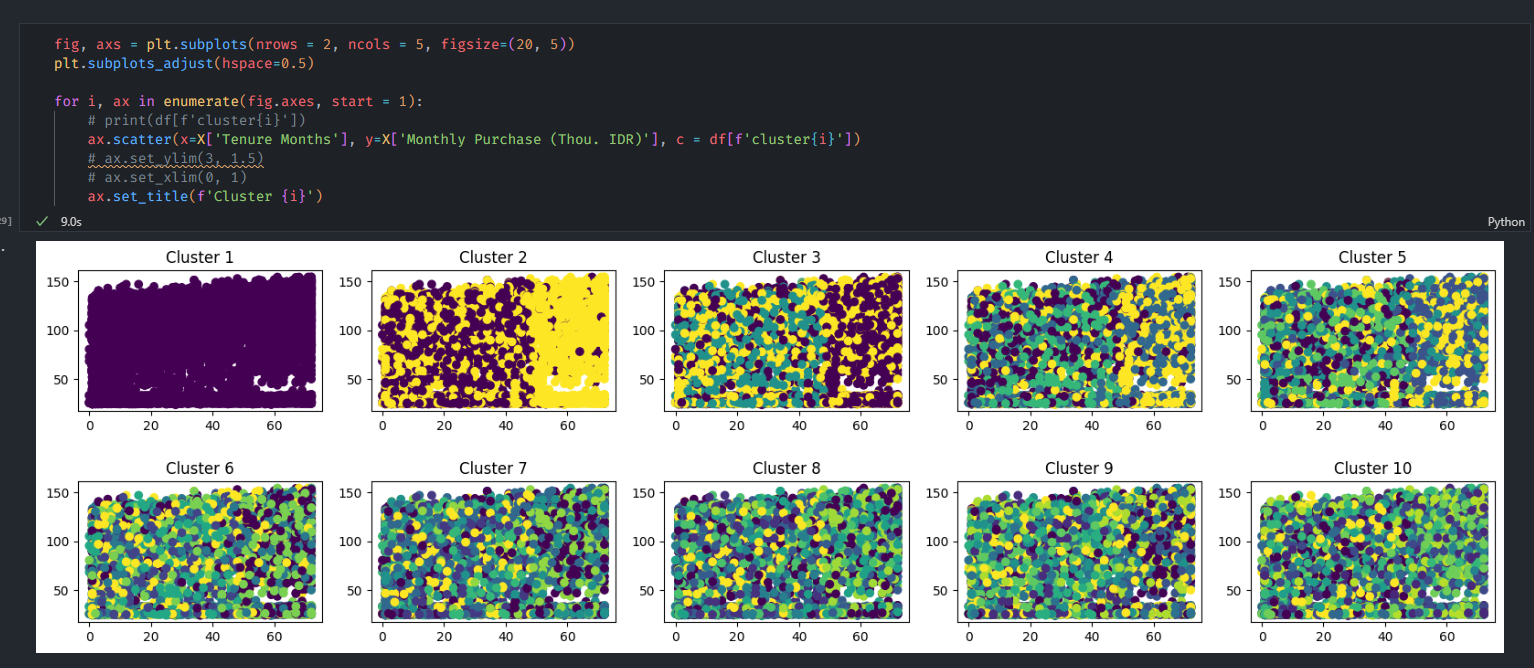 fig, axs = plt.subplots(nrows = 2, ncols = 5, figsize=(20, 5))
plt.subplots_adjust(hspace=0.5)
for i, ax in enumerate(fig.axes, start = 1):
# print(df[f'cluster{i}'])
ax.scatter(x=X['Tenure Months'], y=X['Monthly Purchase (Thou. IDR)'], c = df[f'cluster{i}'])
# ax.set_ylim(3, 1.5)
# ax.set_xlim(0, 1)
ax.set_title(f'Cluster {i}')
9.0s
Python
Cluster 1 Cluster 2 Cluster 3 Cluster 4 Cluster 5
150 150 150 150 150
100 100 100 100 100
50 50 50 50 50
0 20 40 60 0 20 40 60 0 20 40 60 0 20 40 60 0 20 40 60
Cluster 6 Cluster 7 Cluster 8 Cluster 9 Cluster 10
150 150 150 150 150
100 100 100 100 100
50 50 50 50 50
0 20 40 60 0 20 40 60 0 20 40 60 0 20 40 60 0 20 40 60